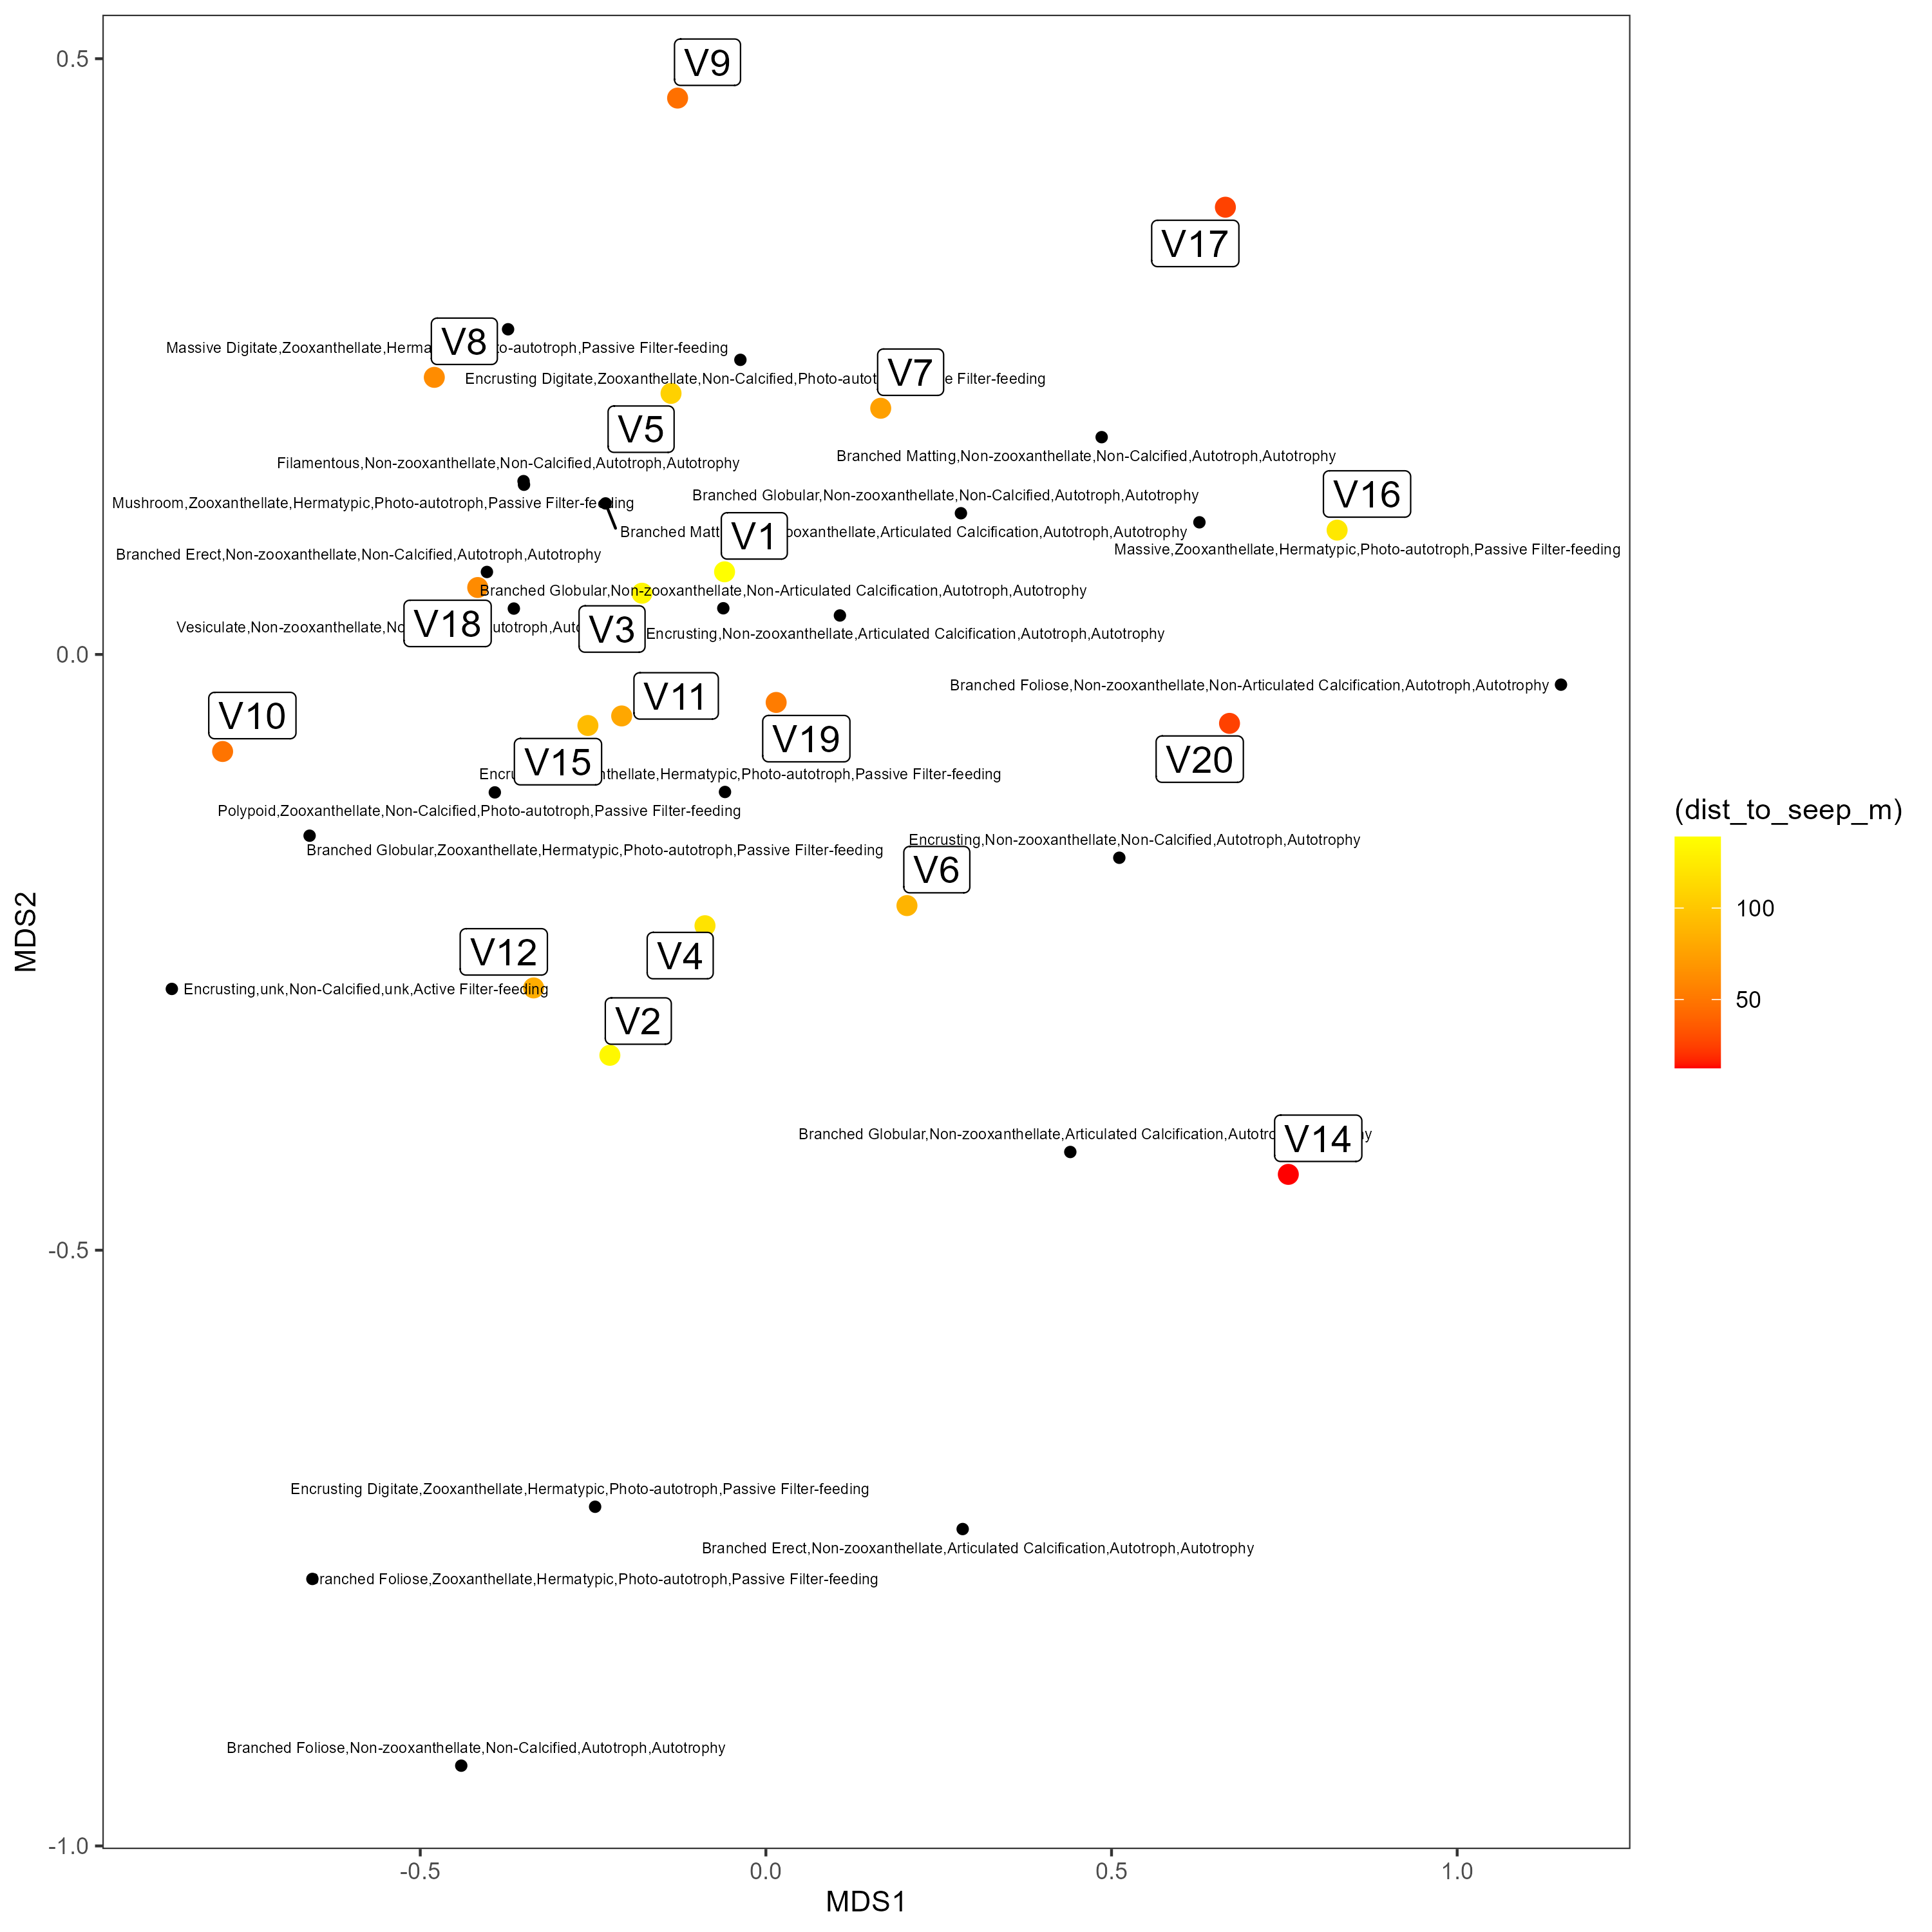 0.5
V9
V17
V8
Massive Digitate,Zooxanthellate,Herma to-autotroph,Passive Filter-feeding
V7
Encrusting Digitate,Zooxanthellate,Non-Calcified,Photo-autot e Filter-feeding
V5
Filamentous,Non-zooxanthellate,Non-Calcified,Autotroph,Autotrophy
Branched Matting,Non-zooxanthellate,Non-Calcified,Autotroph,Autotrophy
V16
Mushroom,Zooxanthellate,Hermatypic,Photo-autotroph,Passive Filter-feeding
Branched Globular,Non-zooxanthellate,Non-Calcified,Autotroph,Autotrophy
V1
Branched Matt ooxanthellate,Articulated Calcification,Autotroph,Autotrophy
Massive,Zooxanthellate,Hermatypic,Photo-autotroph,Passive Filter-feeding
Branched Erect,Non-zooxanthellate,Non-Calcified,Autotroph,Autotrophy
Branched Globular,Non-zooxanthellate,Non-Articulated Calcification,Autotroph,Autotrophy
V18
V3
Vesiculate,Non-zooxanthellate,No utotroph,Auto
Encrusting,Non-zooxanthellate,Articulated Calcification,Autotroph,Autotrophy
0.0
Branched Foliose,Non-zooxanthellate,Non-Articulated Calcification,Autotroph,Autotrophy
V10
V11
V19
V20
V15
Encru nthellate,Hermatypic,Photo-autotroph,Passive Filter-feeding
Polypoid,Zooxanthellate,Non-Calcified,Photo-autotroph,Passive Filter-feeding
Branched Globular,Zooxanthellate,Hermatypic,Photo-autotroph,Passive Filter-feeding
Encrusting,Non-zooxanthellate,Non-Calcified,Autotroph,Autotrophy
V6
V12
V4
Encrusting,unk,Non-Calcified,unk,Active Filter-feeding
V2
Branched Globular,Non-zooxanthellate,Articulated Calcification,Autotro y
V14
-0.5
Encrusting Digitate,Zooxanthellate,Hermatypic,Photo-autotroph,Passive Filter-feeding
Branched Erect,Non-zooxanthellate,Articulated Calcification,Autotroph,Autotrophy
Branched Foliose,Zooxanthellate,Hermatypic,Photo-autotroph,Passive Filter-feeding
Branched Foliose,Non-zooxanthellate,Non-Calcified,Autotroph,Autotrophy
-1.0
-0.5 0.0 0.5 1.0
MDS1
MDS2
(dist_to_seep_m)
100
50